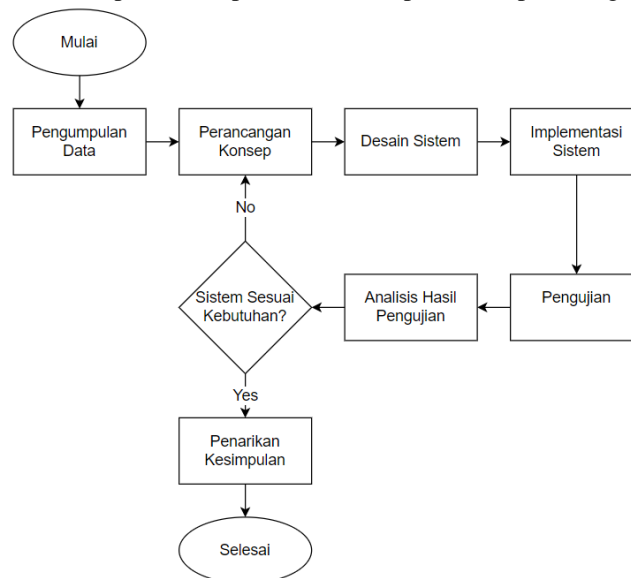 Mulai
Pengumpulan
Data
Perancangan
Konsep
Desain Sistem
Implementasi
Sistem
No
Sistem Sesuai
Kebutuhan?
Analisis Hasil
Pengujian
Pengujian
Yes
Penarikan
Kesimpulan
Selesai